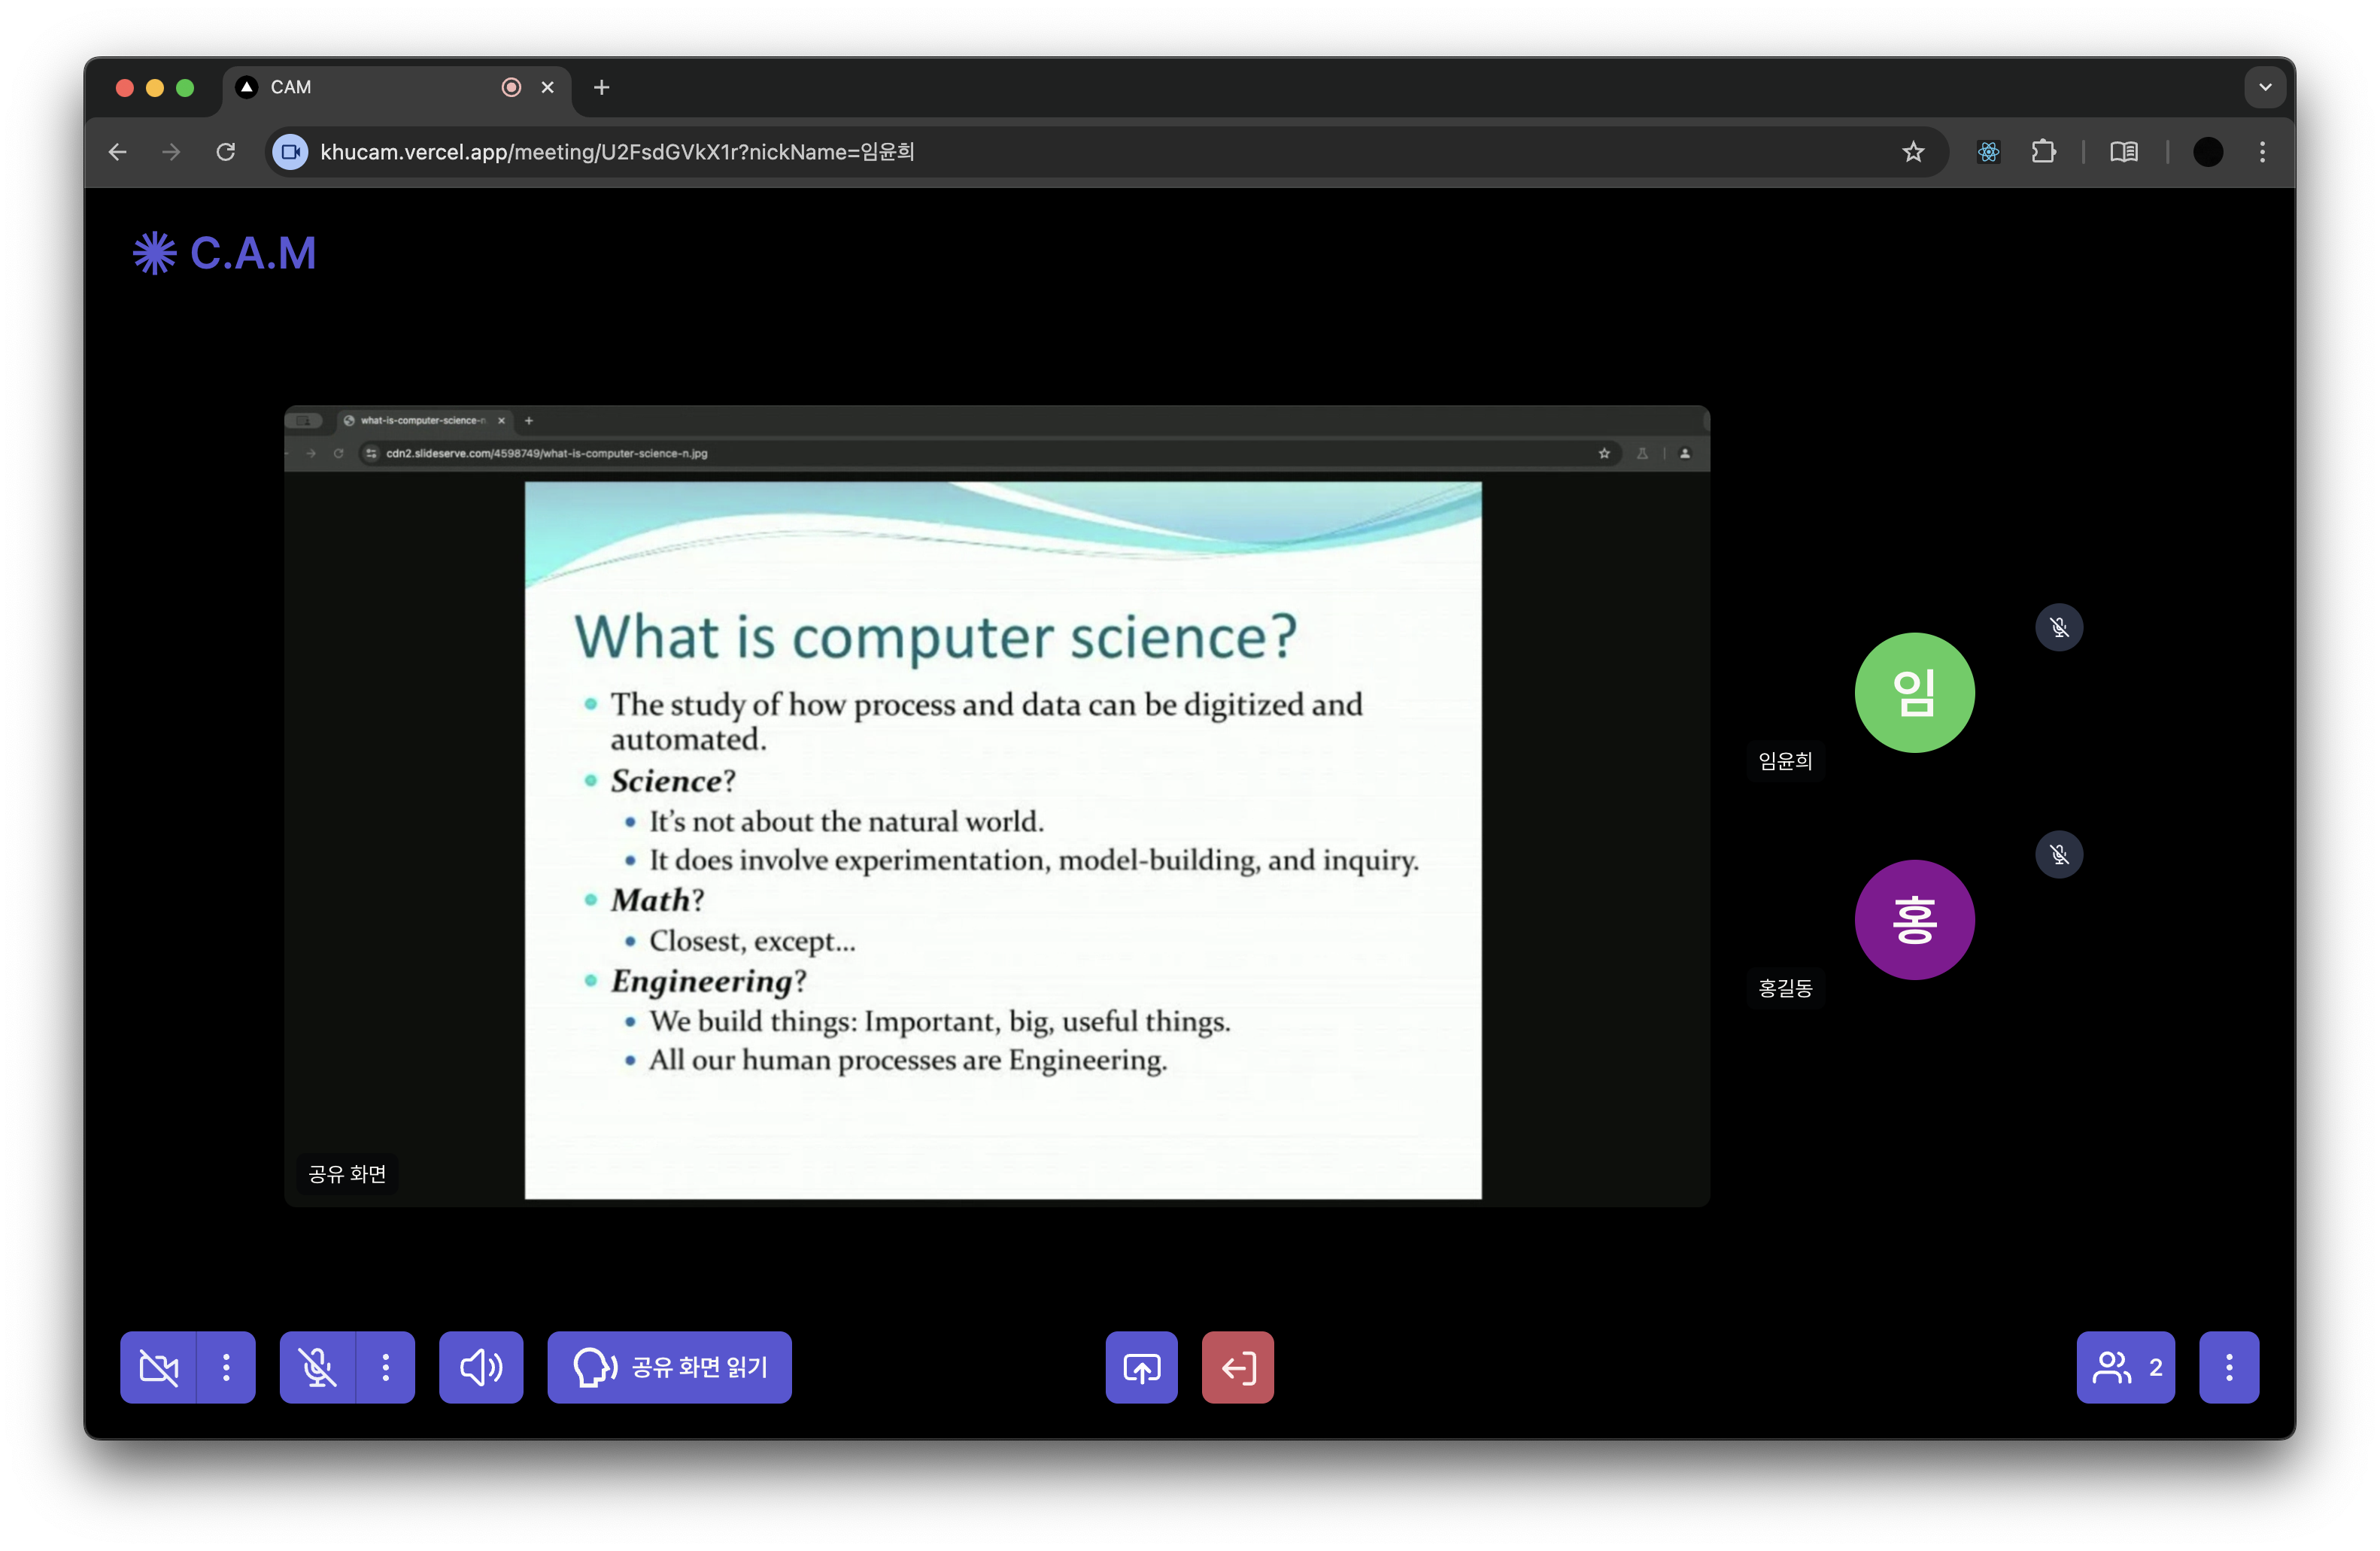 CAM
khucam.vercel.app/meeting/U2FsdGVkX1r?nickName=임윤희
C.A.M
what-is-computer-science-n
cdn2.slideserve.com/4598749/what-is-computer-science-n.jpg
What is computer science?
The study of how process and data can be digitized and
automated.
Science?
It's not about the natural world.
It does involve experimentation, model-building, and inquiry.
Math?
Closest, except...
Engineering?
We build things: Important, big, useful things.
All our human processes are Engineering.
공유 화면
임
임윤희
홍
홍길동
공유 화면 읽기
2